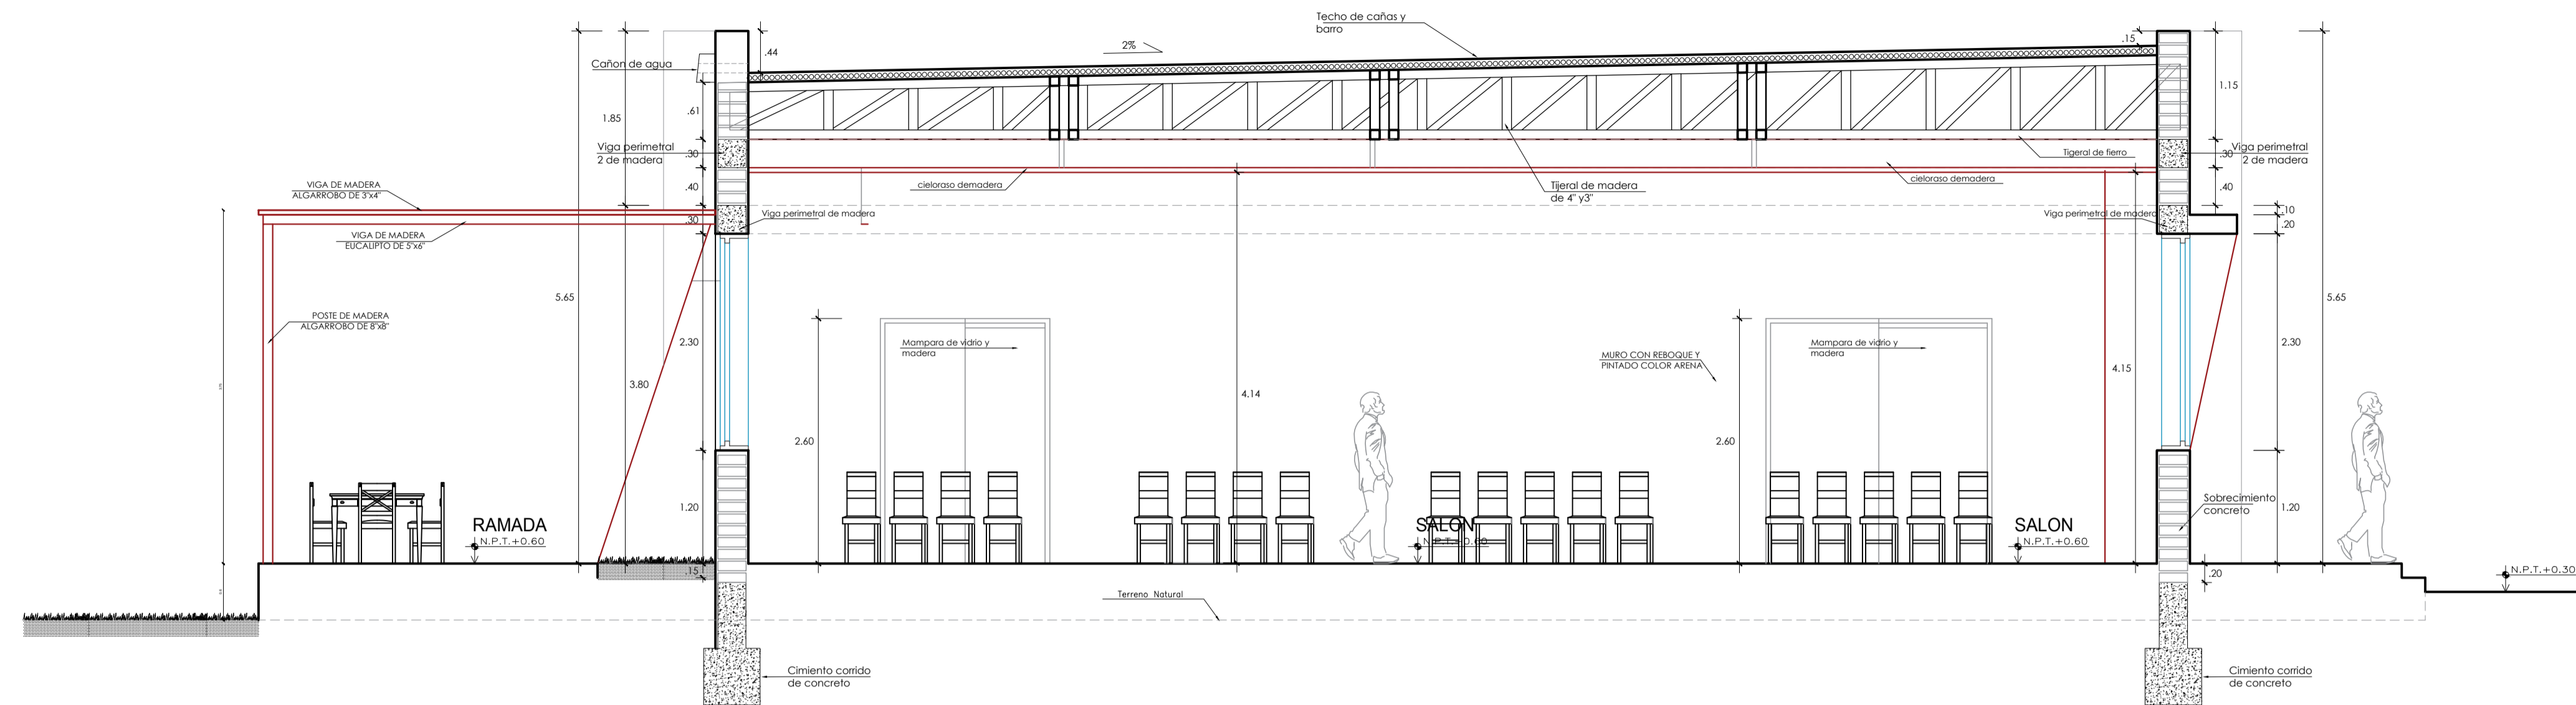 Techo de cañas y
barro
2%
.44
.15
Cañon de agua
1.15
.61
1.85
Viga perimetral
2 de madera
.30
Viga perimetral
2 de madera
.30
Tigeral de fierro
cieloraso demadera
cieloraso demadera
Tijeral de madera
de 4" y3"
.40
.40
VIGA DE MADERA
ALGARROBO DE 3"x4"
Viga perimetral de madera
.30
Viga perimetral de madera
.10
.20
VIGA DE MADERA
EUCALIPTO DE 5"x6"
5.65
5.65
POSTE DE MADERA
ALGARROBO DE 8"x8"
2.30
Mampara de vidrio y
madera
Mampara de vidrio y
madera
2.30
MURO CON REBOQUE Y
PINTADO COLOR ARENA
3.80
4.14
4.15
2.60
2.60
1.20
Sobrecimiento
concreto
1.20
RAMADA
N.P.T.+0.60
SALON
N.P.T.+0.60
SALON
N.P.T.+0.60
.15
.20
N.P.T.+0.30
Terreno Natural
Cimiento corrido
de concreto
Cimiento corrido
de concreto